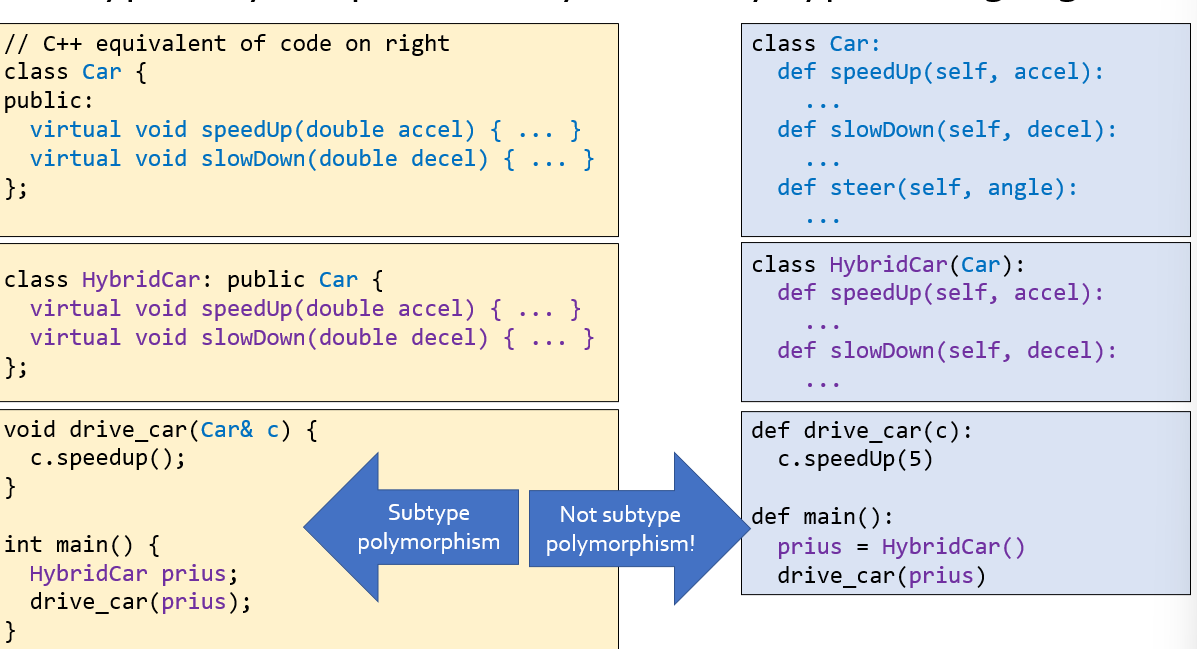 // C++ equivalent of code on right
class Car {
public:
  virtual void speedUp(double accel) { ... }
  virtual void slowDown(double decel) { ... }
};
class HybridCar: public Car {
  virtual void speedUp(double accel) { ... }
  virtual void slowDown(double decel) { ... }
};
void drive_car(Car& c) {
  c.speedup();
}
int main() {
  HybridCar prius;
  drive_car(prius);
}
Subtype
polymorphism
Not subtype
polymorphism!
class Car:
  def speedUp(self, accel):
    ...
  def slowDown(self, decel):
    ...
  def steer(self, angle):
    ...
class HybridCar(Car):
  def speedUp(self, accel):
    ...
  def slowDown(self, decel):
    ...
def drive_car(c):
  c.speedUp(5)
def main():
  prius = HybridCar()
  drive_car(prius)